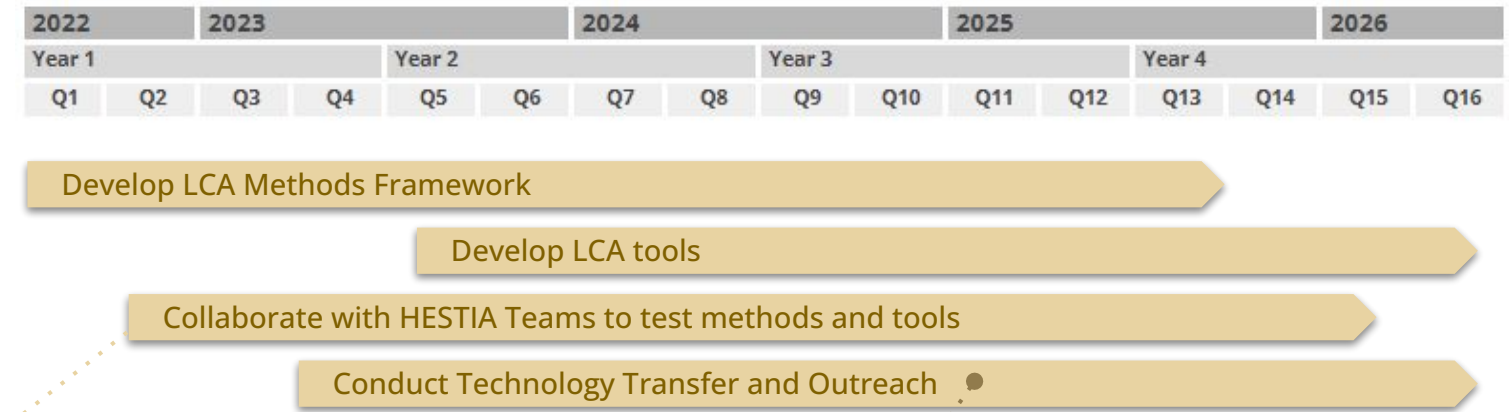 2022 2023 2024 2025 2026
Year 1 Year 2 Year 3 Year 4
Q1 Q2 Q3 Q4 Q5 Q6 Q7 Q8 Q9 Q10 Q11 Q12 Q13 Q14 Q15 Q16
Develop LCA Methods Framework
Develop LCA tools
Collaborate with HESTIA Teams to test methods and tools
Conduct Technology Transfer and Outreach